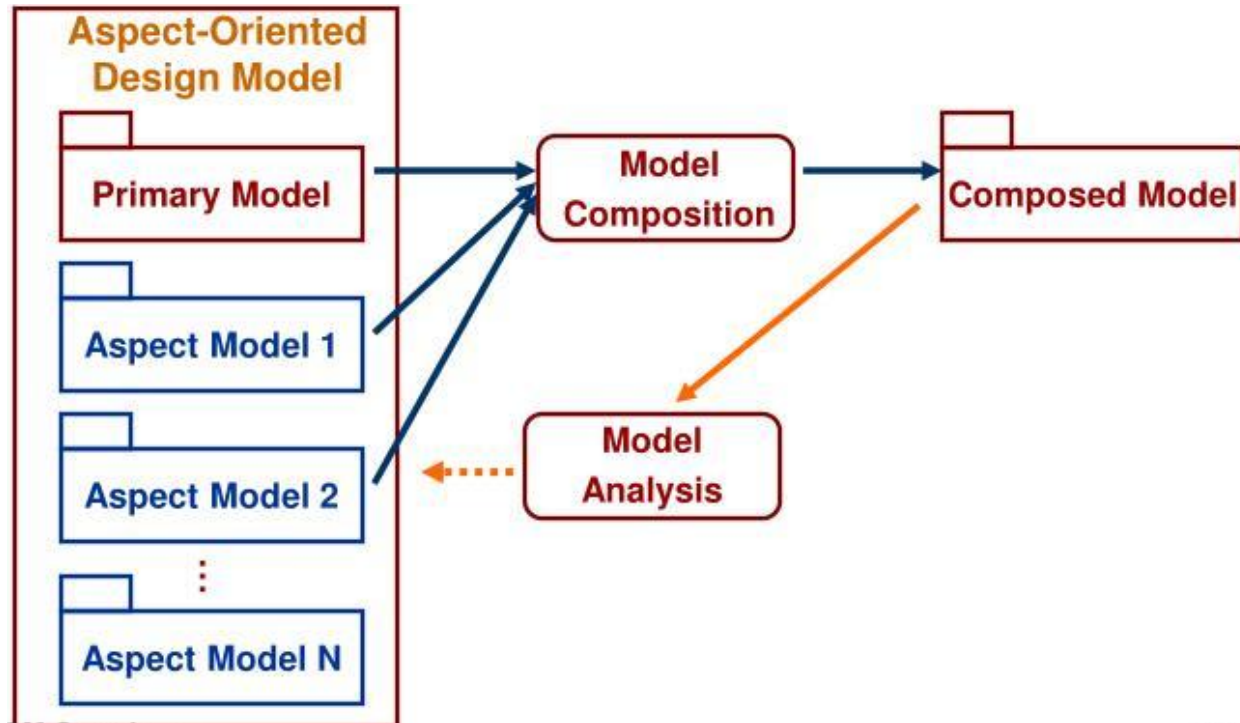 Aspect-Oriented
Design Model
Primary Model
Aspect Model 1
Aspect Model 2
⋮
Aspect Model N
Model
Composition
Composed Model
Model
Analysis